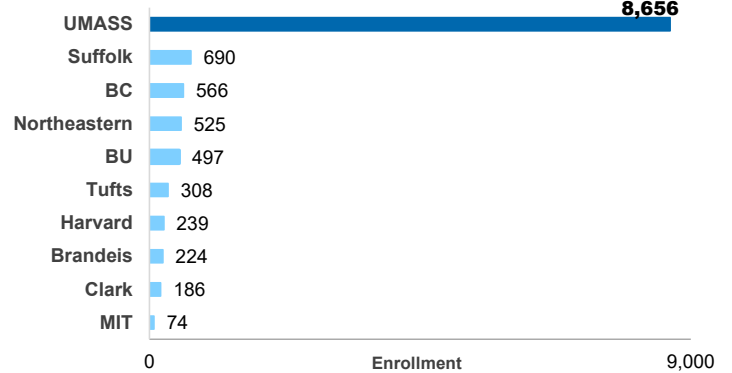 UMASS 8,656
Suffolk 690
BC 566
Northeastern 525
BU 497
Tufts 308
Harvard 239
Brandeis 224
Clark 186
MIT 74
0 Enrollment 9,000